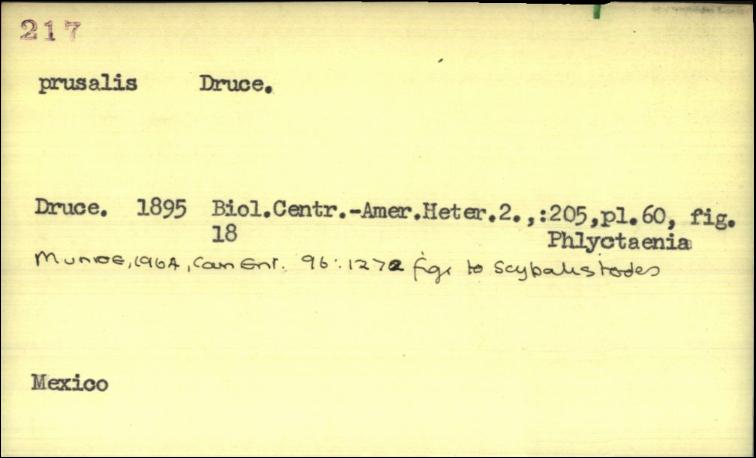 217
prusalis Druce.
Druce. 1895 Biol.Centr.-Amer.Heter.2.,:205,pl.60, fig.
18 Phlyctaenia
Munroe, 1964, Can Ent. 96:1272 figs to Scybalistodes
Mexico